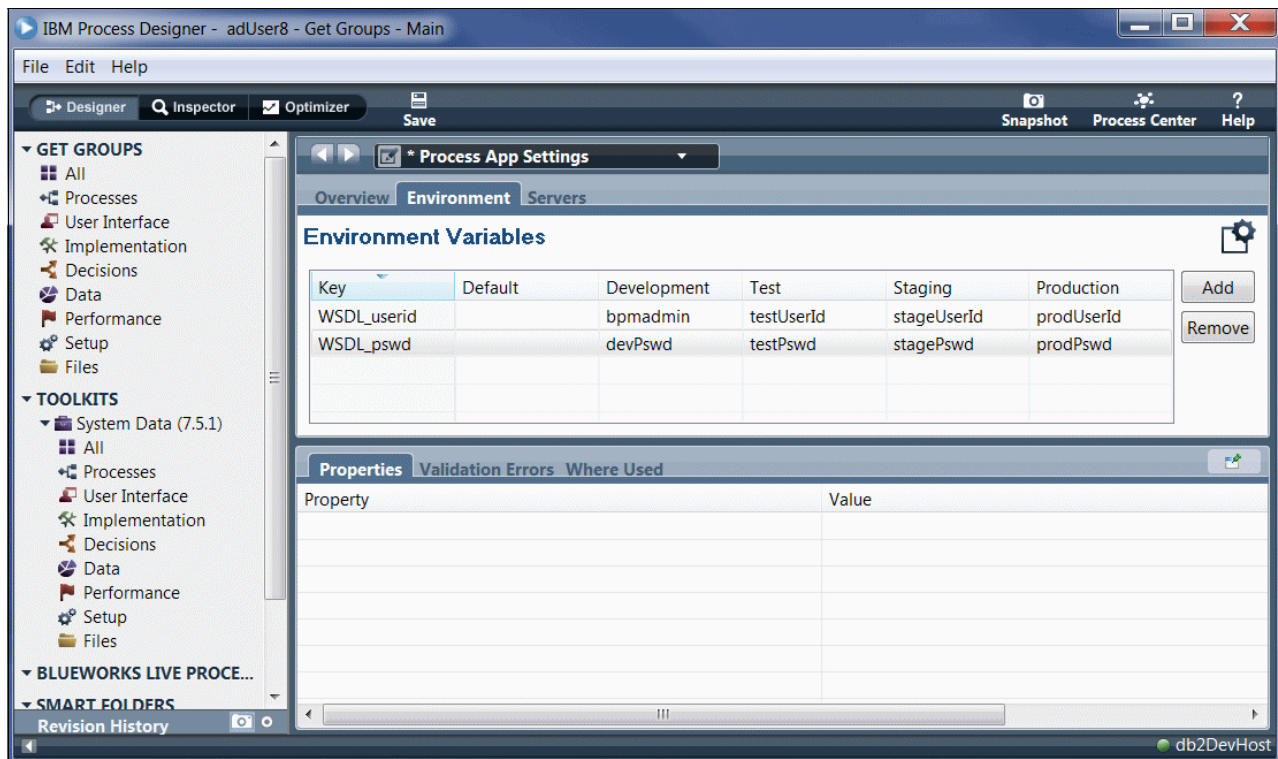 IBM Process Designer - adUser8 - Get Groups - Main
File Edit Help
Designer Inspector Optimizer Save Snapshot Process Center ? Help
GET GROUPS
All
Processes
User Interface
Implementation
Decisions
Data
Performance
Setup
Files
TOOLKITS
System Data (7.5.1)
All
Processes
User Interface
Implementation
Decisions
Data
Performance
Setup
Files
BLUEWORKS LIVE PROCE...
SMART FOLDERS
Revision History
* Process App Settings
Overview Environment Servers
Environment Variables
Key Default Development Test Staging Production
WSDL_userid bpmadmin testUserId stageUserId prodUserId
WSDL_pswd devPswd testPswd stagePswd prodPswd
Add
Remove
Properties Validation Errors Where Used
Property Value
db2DevHost